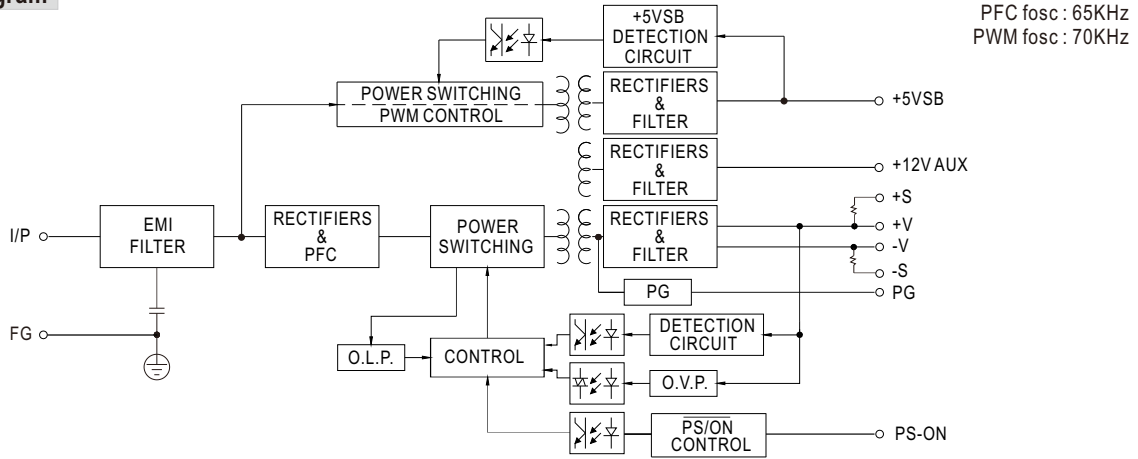 PFC fosc : 65KHz
PWM fosc : 70KHz
+5VSB
DETECTION
CIRCUIT
POWER SWITCHING
PWM CONTROL
RECTIFIERS
&
FILTER
+5VSB
RECTIFIERS
&
FILTER
+12V AUX
I/P
EMI
FILTER
RECTIFIERS
&
PFC
POWER
SWITCHING
RECTIFIERS
&
FILTER
+S
+V
-V
-S
PG
PG
FG
O.L.P.
CONTROL
DETECTION
CIRCUIT
O.V.P.
PS/ON
CONTROL
PS-ON